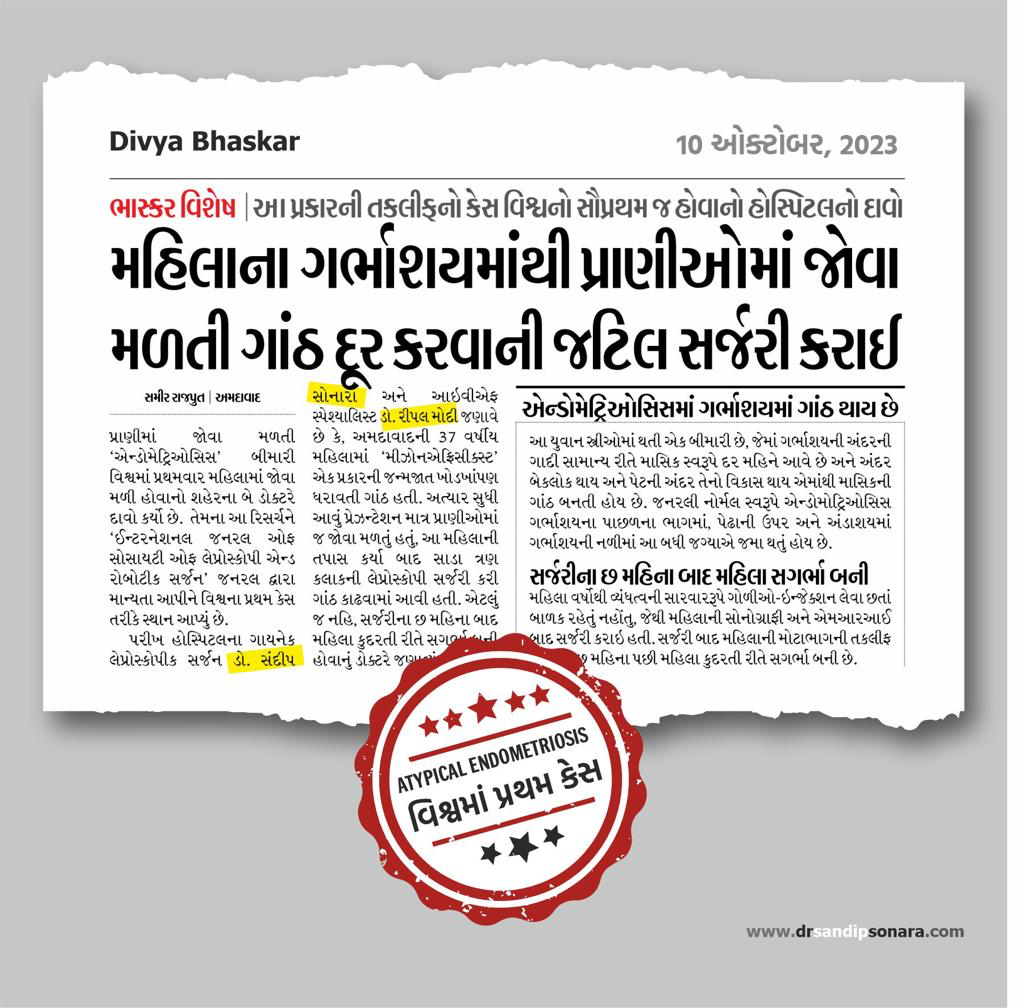 Divya Bhaskar
10 ઓક્ટોબર, 2023
ભાસ્કર વિશેષ | આ પ્રકારની તકલીફનો કેસ વિશ્વનો સૌપ્રથમ જ હોવાનો હોસ્પિટલનો દાવો
મહિલાના ગર્ભાશયમાંથી પ્રાણીઓમાં જોવા
મળતી ગાંઠ દૂર કરવાની જટિલ સર્જરી કરાઈ
સમીર રાજપુત | અમદાવાદ
પ્રાણીમાં જોવા મળતી
‘એન્ડોમેટ્રિઓસિસ’ બીમારી
વિશ્વમાં પ્રથમવાર મહિલામાં જોવા
મળી હોવાનો શહેરના બે ડોક્ટરે
દાવો કર્યો છે. તેમના આ રિસર્ચને
‘ઈન્ટરનેશનલ જનરલ ઓફ
સોસાયટી ઓફ લેપ્રોસ્કોપી એન્ડ
રોબોટીક સર્જન’ જનરલ દ્વારા
માન્યતા આપીને વિશ્વના પ્રથમ કેસ
તરીકે સ્થાન આપ્યું છે.
પરીખ હોસ્પિટલના ગાયનેક
લેપ્રોસ્કોપીક સર્જન ડો. સંદીપ
સોનારા અને આઇવીએફ
સ્પેશ્યાલિસ્ટ ડો. રીપલ મોદી જણાવે
છે કે, અમદાવાદની 37 વર્ષીય
મહિલામાં ‘મીઝોનએફ્રિસીક્સ્ટ’
એક પ્રકારની જન્મજાત ખોડખાંપણ
ધરાવતી ગાંઠ હતી. અત્યાર સુધી
આવું પ્રેઝન્ટેશન માત્ર પ્રાણીઓમાં
જ જોવા મળતું હતું, આ મહિલાની
તપાસ કર્યા બાદ સાડા ત્રણ
કલાકની લેપ્રોસ્કોપી સર્જરી કરી
ગાંઠ કાઢવામાં આવી હતી. એટલું
જ નહિ, સર્જરીના છ મહિના બાદ
મહિલા કુદરતી રીતે સગર્ભા બની
હોવાનું ડોક્ટરે
એન્ડોમેટ્રિઓસિસમાં ગર્ભાશયમાં ગાંઠ થાય છે
આ યુવાન સ્ત્રીઓમાં થતી એક બીમારી છે, જેમાં ગર્ભાશયની અંદરની
ગાદી સામાન્ય રીતે માસિક સ્વરૂપે દર મહિને આવે છે અને અંદર
બેકલોક થાય અને પેટની અંદર તેનો વિકાસ થાય એમાંથી માસિકની
ગાંઠ બનતી હોય છે. જનરલી નોર્મલ સ્વરૂપે એન્ડોમોટ્રિઓસિસ
ગર્ભાશયના પાછળના ભાગમાં, પેઢાની ઉપર અને અંડાશયમાં
ગર્ભાશયની નળીમાં આ બધી જગ્યાએ જમા થતું હોય છે.
સર્જરીના છ મહિના બાદ મહિલા સગર્ભા બની
મહિલા વર્ષોથી વ્યંધત્વની સારવારરૂપે ગોળીઓ-ઇન્જેક્શન લેવા છતાં
બાળક રહેતું નહોતું, જેથી મહિલાની સોનોગ્રાફી અને એમઆરઆઈ
બાદ સર્જરી કરાઇ હતી. સર્જરી બાદ મહિલાની મોટાભાગની તકલીફ
છ મહિના પછી મહિલા કુદરતી રીતે સગર્ભા બની છે.
ATYPICAL ENDOMETRIOSIS
વિશ્વમાં પ્રથમ કેસ
www.drsandipsonara.com